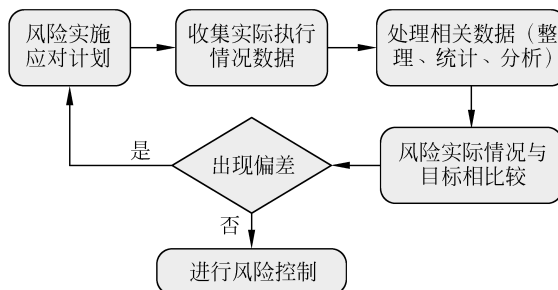 风险实施
应对计划
收集实际执行
情况数据
处理相关数据（整
理、统计、分析）
风险实际情况与
目标相比较
出现偏差
是
否
进行风险控制